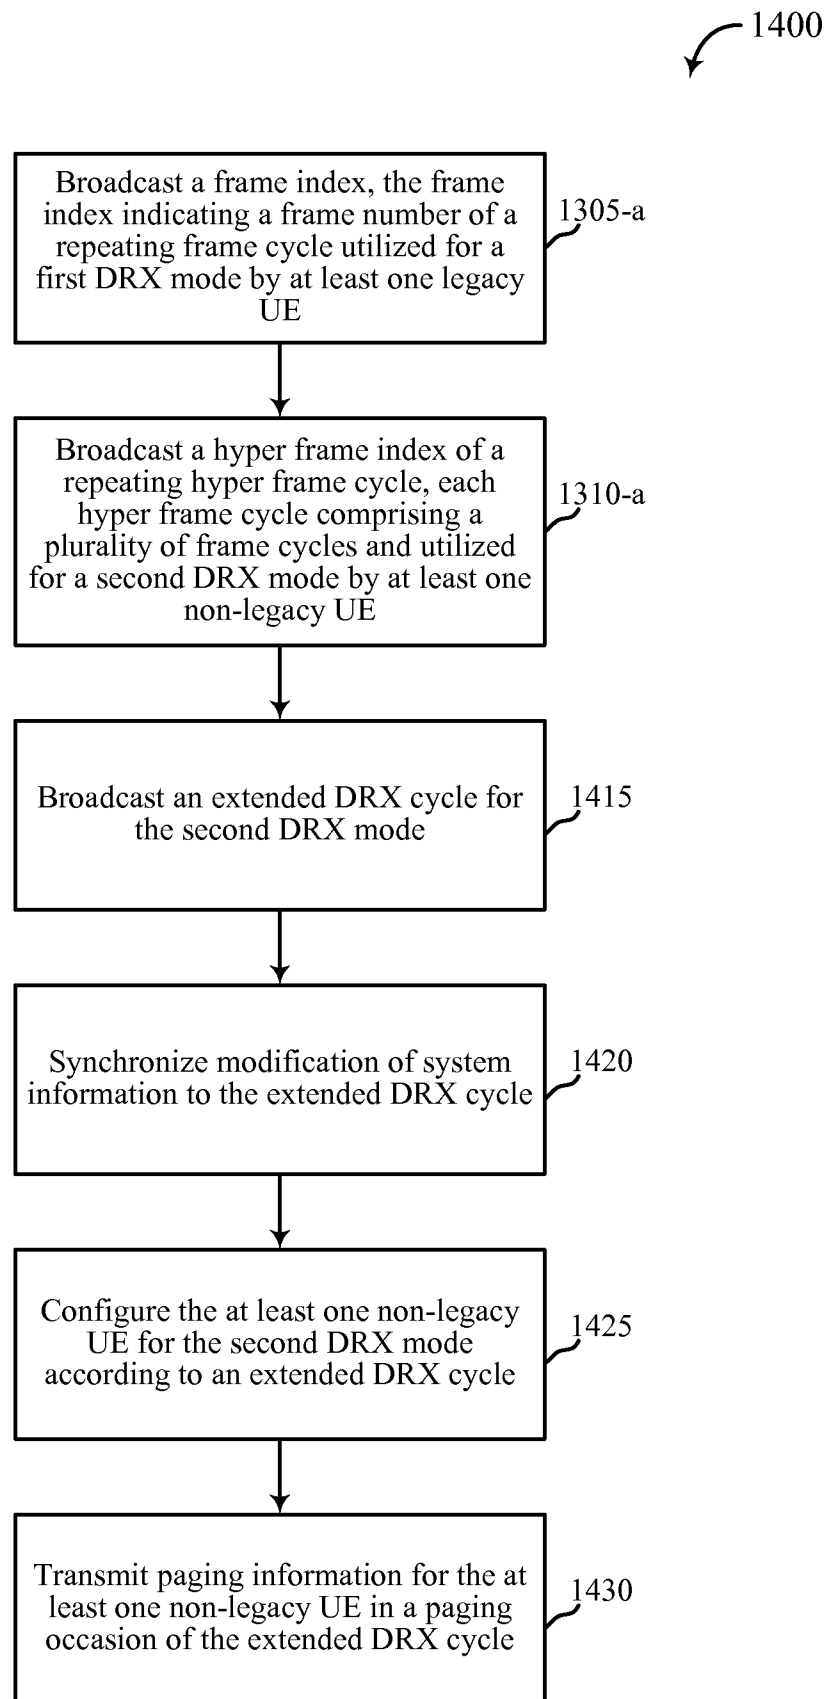 1400
Broadcast a frame index, the frame
index indicating a frame number of a
repeating frame cycle utilized for a
first DRX mode by at least one legacy
UE
1305-a
Broadcast a hyper frame index of a
repeating hyper frame cycle, each
hyper frame cycle comprising a
plurality of frame cycles and utilized
for a second DRX mode by at least one
non-legacy UE
1310-a
Broadcast an extended DRX cycle for
the second DRX mode
1415
Synchronize modification of system
information to the extended DRX cycle
1420
Configure the at least one non-legacy
UE for the second DRX mode
according to an extended DRX cycle
1425
Transmit paging information for the at
least one non-legacy UE in a paging
occasion of the extended DRX cycle
1430